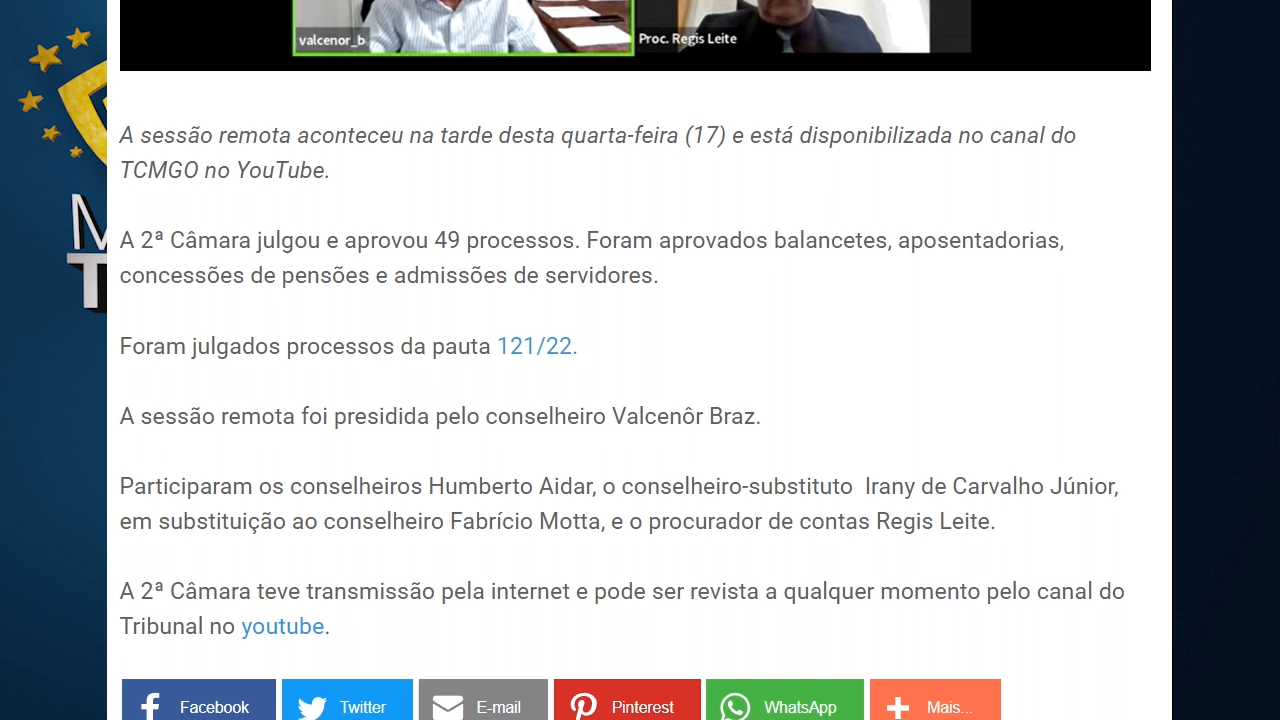 valcenor_b
Proc. Regis Leite
A sessão remota aconteceu na tarde desta quarta-feira (17) e está disponibilizada no canal do
TCMGO no YouTube.
A 2ª Câmara julgou e aprovou 49 processos. Foram aprovados balancetes, aposentadorias,
concessões de pensões e admissões de servidores.
Foram julgados processos da pauta 121/22.
A sessão remota foi presidida pelo conselheiro Valcenôr Braz.
Participaram os conselheiros Humberto Aidar, o conselheiro-substituto  Irany de Carvalho Júnior,
em substituição ao conselheiro Fabrício Motta, e o procurador de contas Regis Leite.
A 2ª Câmara teve transmissão pela internet e pode ser revista a qualquer momento pelo canal do
Tribunal no youtube.
Facebook Twitter E-mail Pinterest WhatsApp Mais...